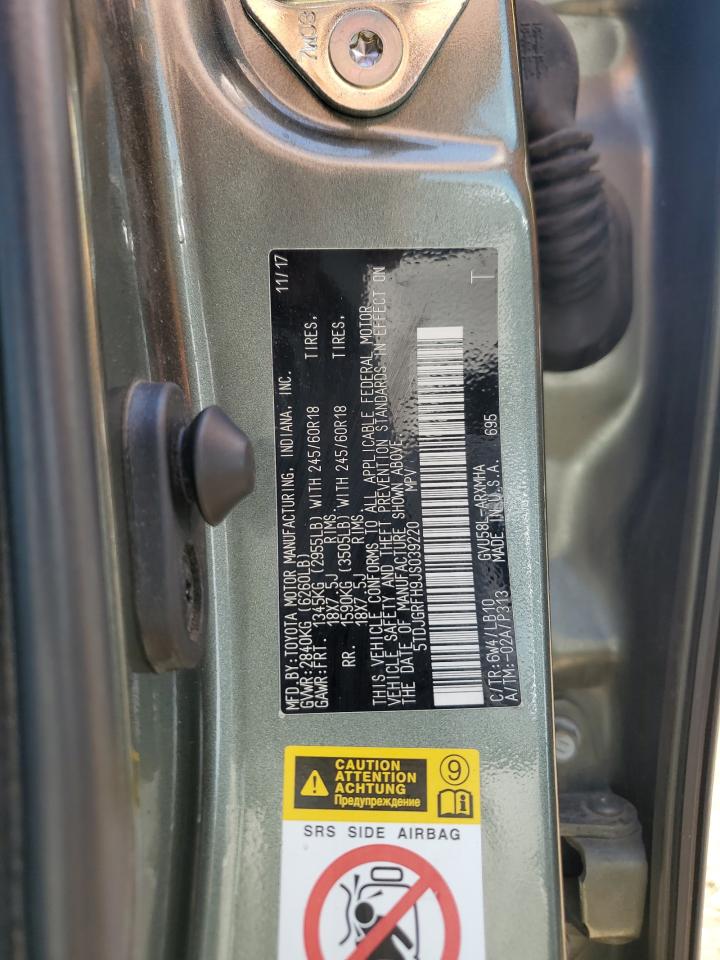 7WC8
11/17
MFD BY:TOYOTA MOTOR MANUFACTURING, INDIANA, INC.
GVWR:2840KG (6260LB)
GAWR:FRT. 1345KG (2955LB) WITH 245/60R18 TIRES,
18X7.5J RIMS,
RR. 1590KG (3505LB) WITH 245/60R18 TIRES,
18X7.5J RIMS.
THIS VEHICLE CONFORMS TO ALL APPLICABLE FEDERAL MOTOR
VEHICLE SAFETY AND THEFT PREVENTION STANDARDS IN EFFECT ON
THE DATE OF MANUFACTURE SHOWN ABOVE.
5TDJGRFH9JS039220 MPV
C/TR:6W4/LB10 GVU58L-ARXMHA
A/TM:-02A/P313 MADE IN U.S.A. 695
T
CAUTION
ATTENTION
ACHTUNG
Предупреждение
9
i
SRS SIDE AIRBAG